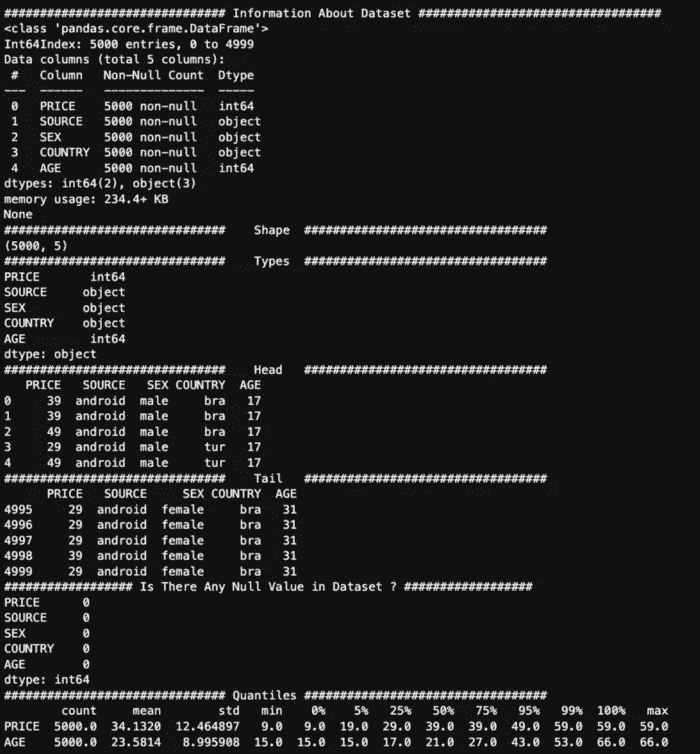 ############################### Information About Dataset ##################################
<class 'pandas.core.frame.DataFrame'>
Int64Index: 5000 entries, 0 to 4999
Data columns (total 5 columns):
 #   Column   Non-Null Count  Dtype
---  ------   --------------  -----
 0   PRICE    5000 non-null   int64
 1   SOURCE   5000 non-null   object
 2   SEX      5000 non-null   object
 3   COUNTRY  5000 non-null   object
 4   AGE      5000 non-null   int64
dtypes: int64(2), object(3)
memory usage: 234.4+ KB
None
###############################    Shape  ##################################
(5000, 5)
###############################    Types  ##################################
PRICE       int64
SOURCE     object
SEX        object
COUNTRY    object
AGE         int64
dtype: object
###############################    Head   ##################################
   PRICE   SOURCE   SEX COUNTRY  AGE
0     39  android  male     bra   17
1     39  android  male     bra   17
2     49  android  male     bra   17
3     29  android  male     tur   17
4     49  android  male     tur   17
###############################    Tail   ##################################
      PRICE   SOURCE     SEX COUNTRY  AGE
4995     29  android  female     bra   31
4996     29  android  female     bra   31
4997     29  android  female     bra   31
4998     39  android  female     bra   31
4999     29  android  female     bra   31
################## Is There Any Null Value in Dataset ? ##################
PRICE      0
SOURCE     0
SEX        0
COUNTRY    0
AGE        0
dtype: int64
############################### Quantiles ##################################
        count     mean        std   min    0%    5%   25%   50%   75%   95%   99%  100%   max
PRICE  5000.0  34.1320  12.464897   9.0   9.0  19.0  29.0  39.0  39.0  49.0  59.0  59.0  59.0
AGE    5000.0  23.5814   8.995908  15.0  15.0  15.0  17.0  21.0  27.0  43.0  53.0  66.0  66.0